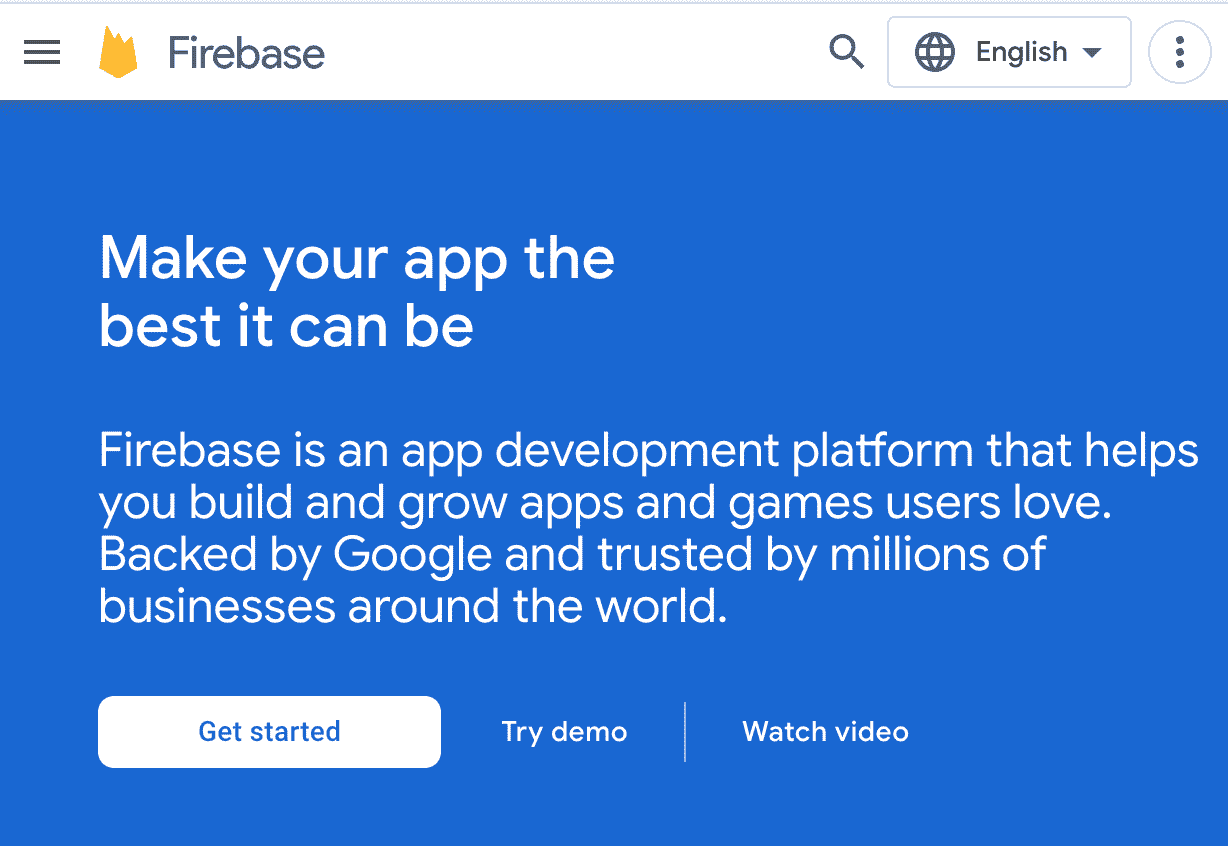 Firebase
English
Make your app the
best it can be
Firebase is an app development platform that helps
you build and grow apps and games users love.
Backed by Google and trusted by millions of
businesses around the world.
Get started
Try demo
Watch video